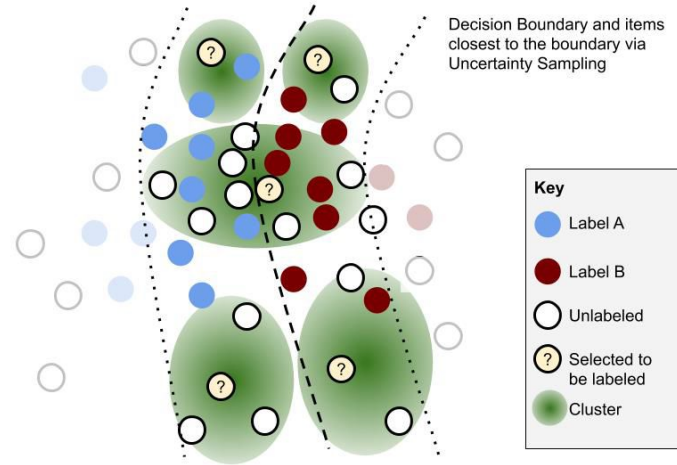 Decision Boundary and items
closest to the boundary via
Uncertainty Sampling
?
?
?
?
?
Key
Label A
Label B
Unlabeled
? Selected to
be labeled
Cluster